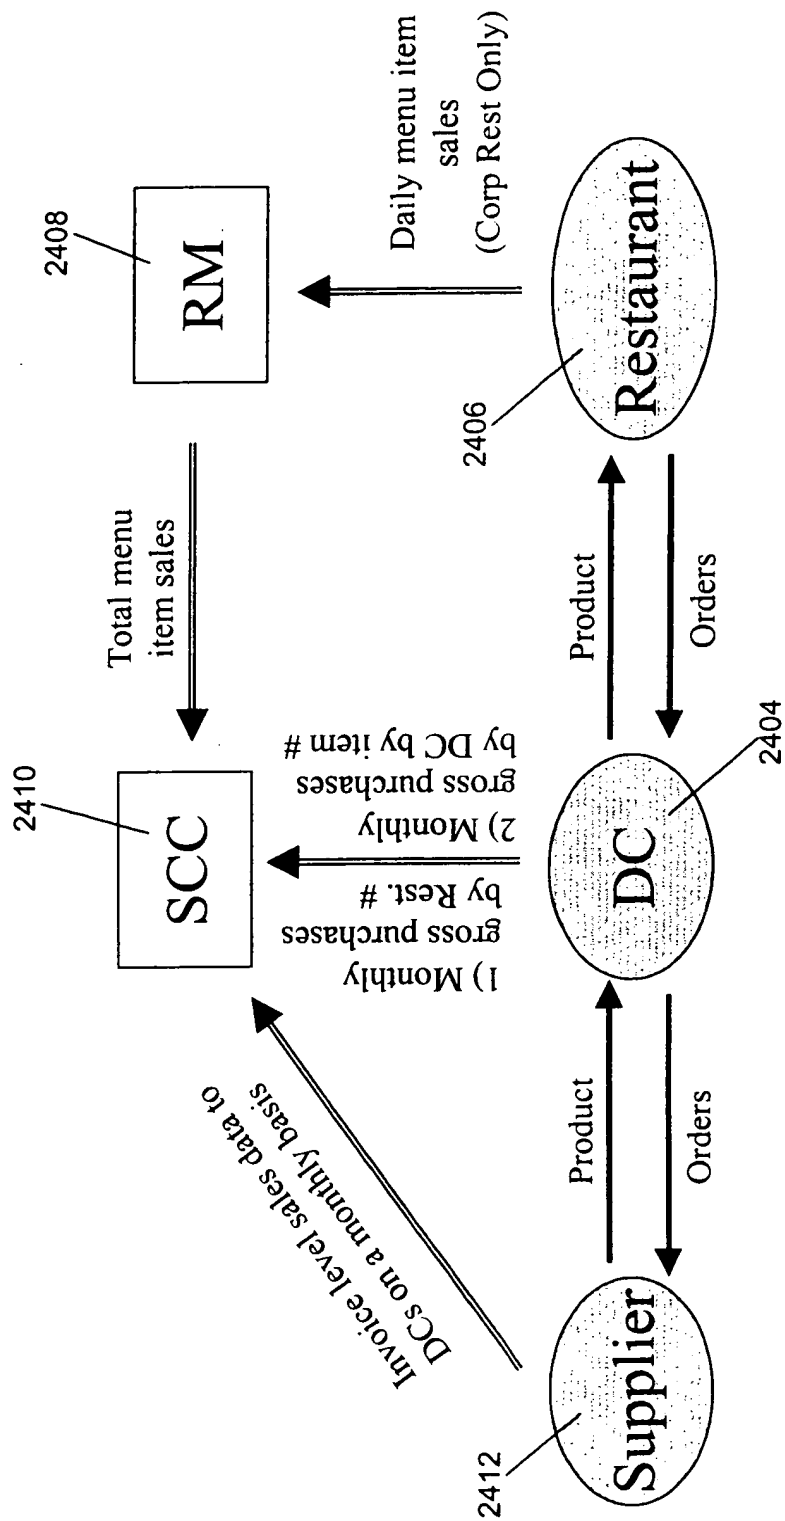 2410
SCC
Total menu
item sales
2408
RM
Invoice level sales data to
DCs on a monthly basis
1) Monthly
gross purchases
by Rest. #
2) Monthly
gross purchases
by DC by item #
Daily menu item
sales
(Corp Rest Only)
2412
Supplier
Product
Orders
DC
2404
Product
Orders
2406
Restaurant